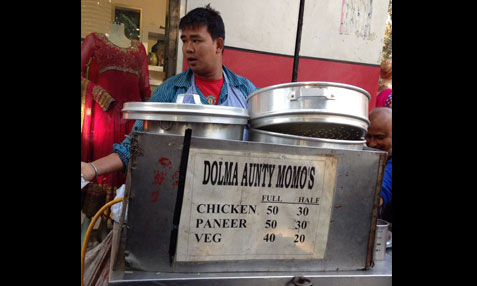 DOLMA AUNTY MOMO'S
FULL HALF
CHICKEN 50 30
PANEER 50 30
VEG 40 20